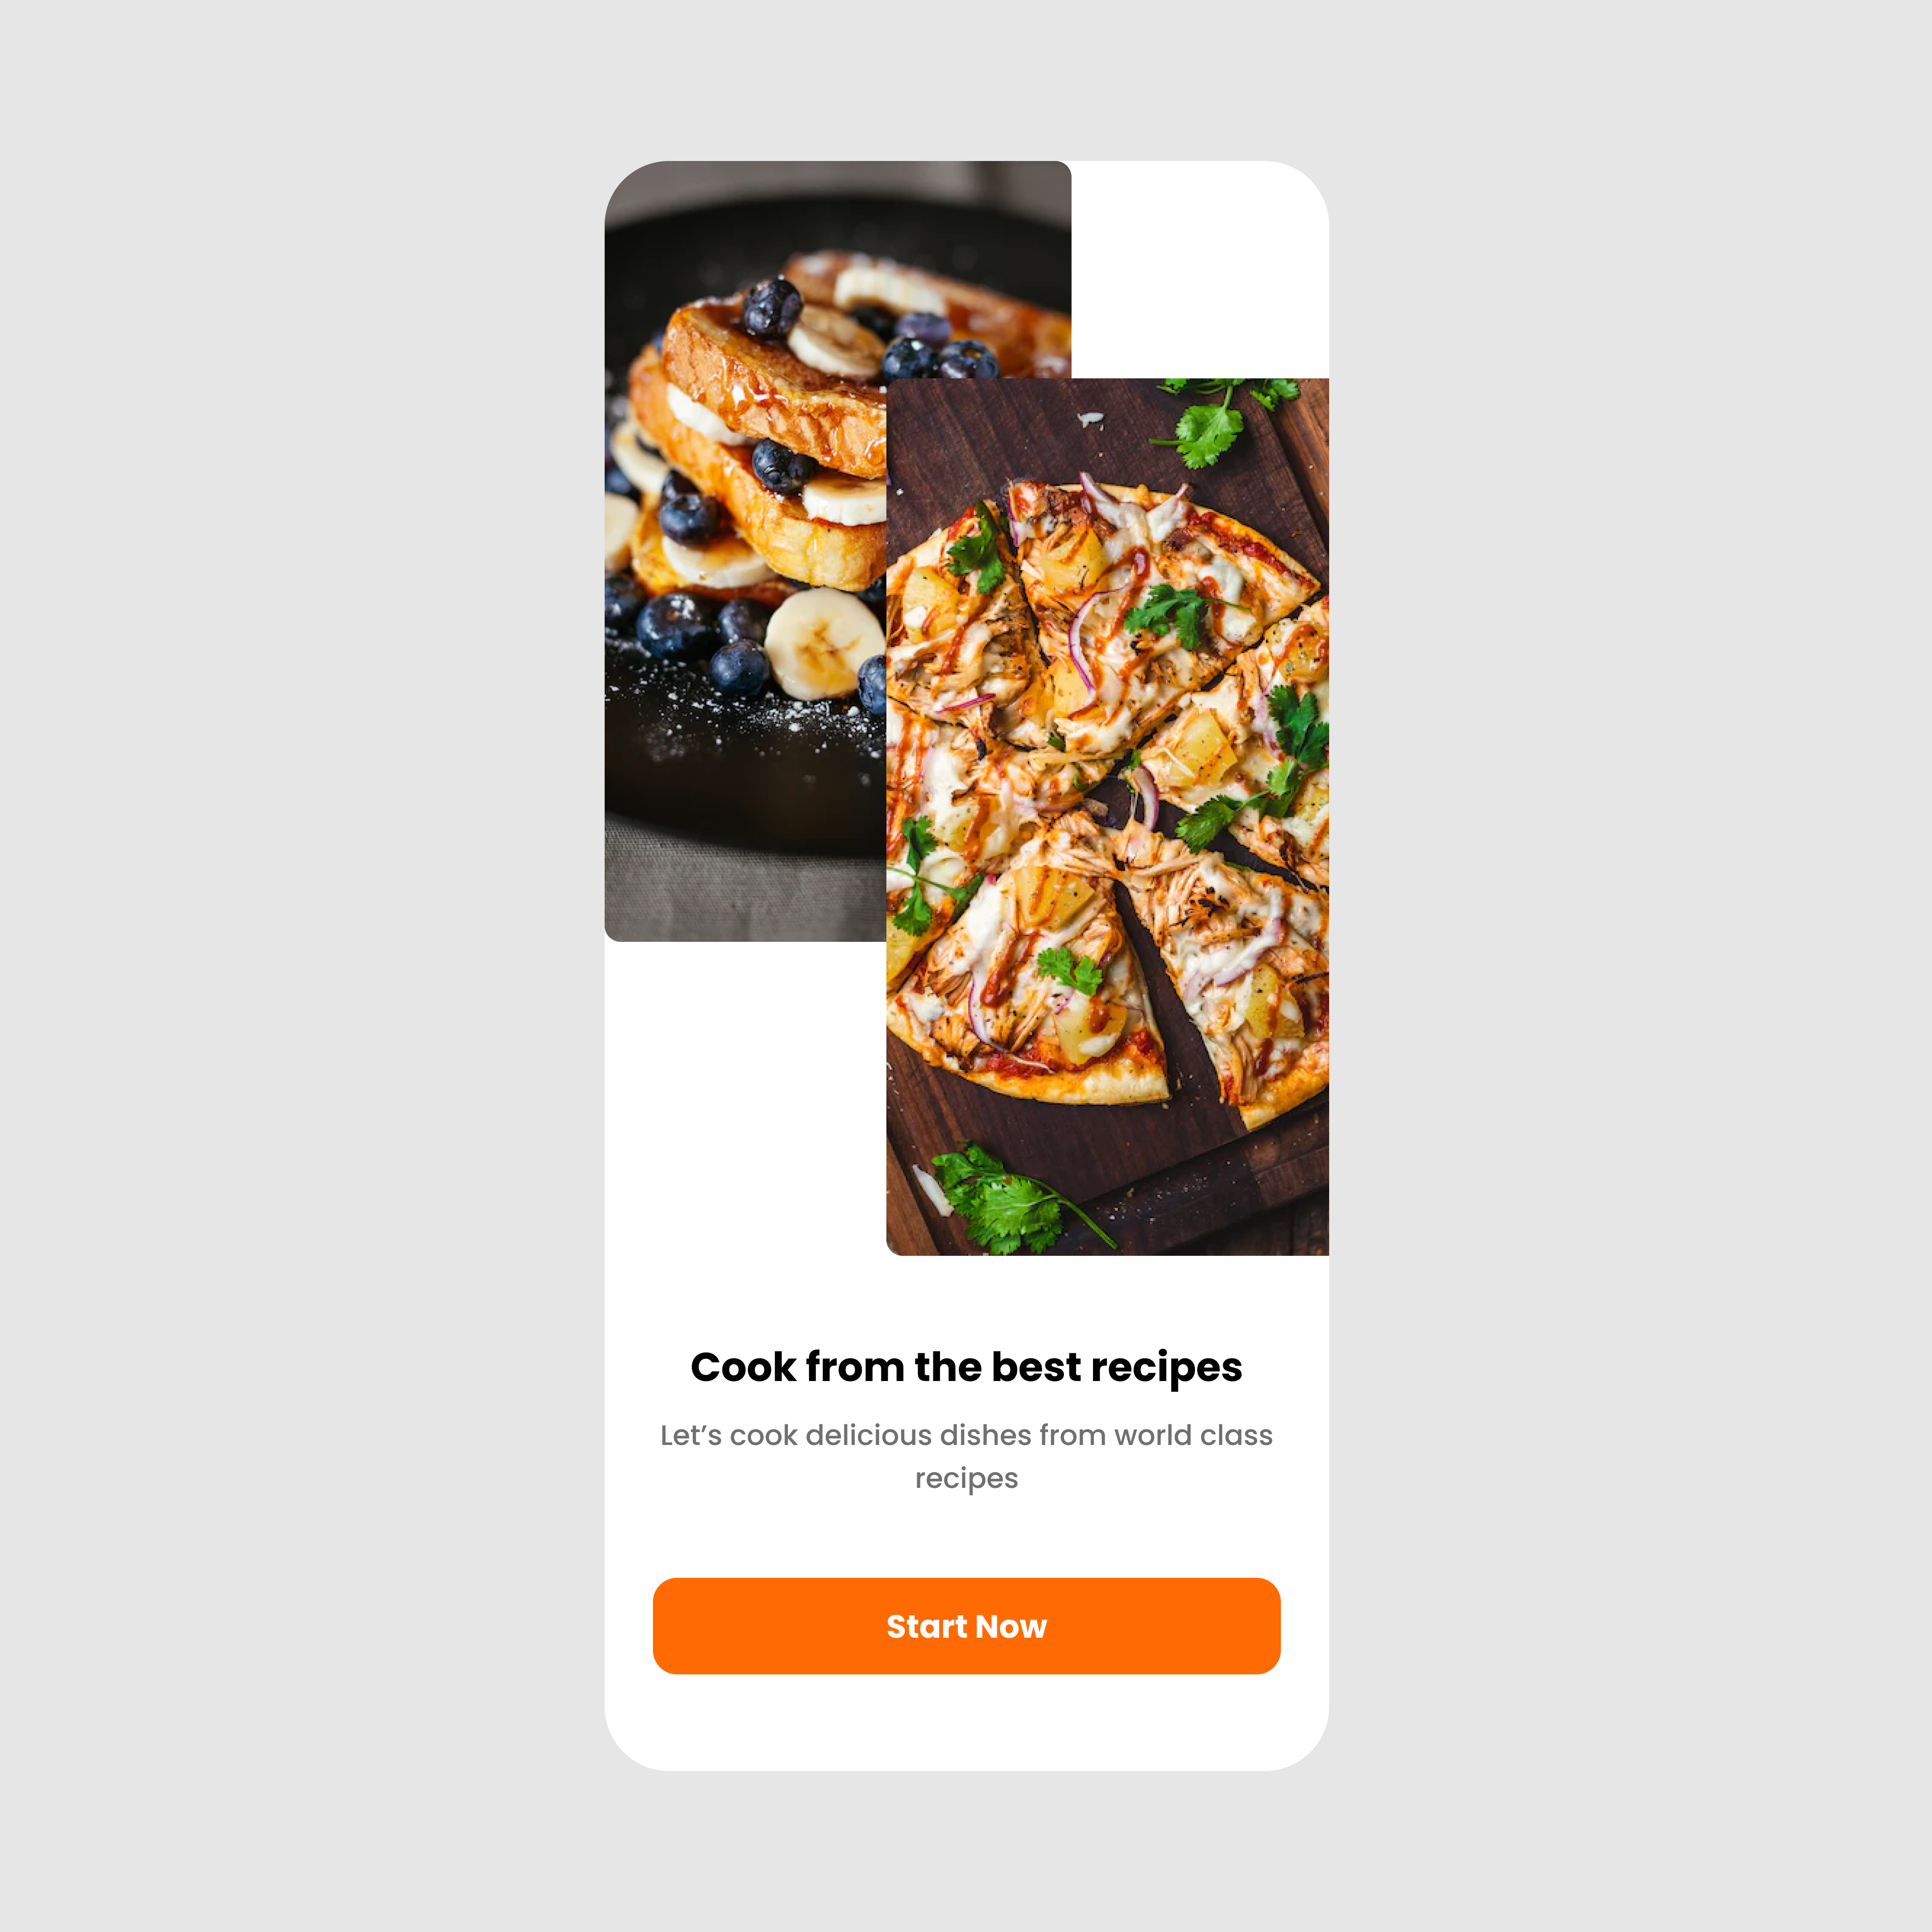 Cook from the best recipes
Let’s cook delicious dishes from world class
recipes
Start Now